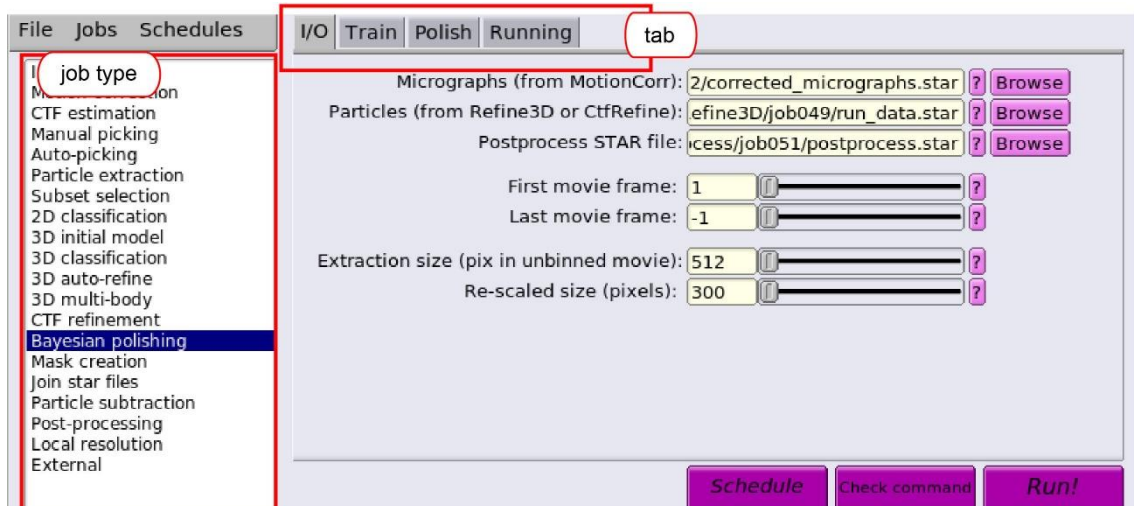 File Jobs Schedules
I/O Train Polish Running
tab
job type
CTF estimation
Manual picking
Auto-picking
Particle extraction
Subset selection
2D classification
3D initial model
3D classification
3D auto-refine
3D multi-body
CTF refinement
Bayesian polishing
Mask creation
Join star files
Particle subtraction
Post-processing
Local resolution
External
Micrographs (from MotionCorr): 2/corrected_micrographs.star ? Browse
Particles (from Refine3D or CtfRefine): efine3D/job049/run_data.star ? Browse
Postprocess STAR file: cess/job051/postprocess.star ? Browse
First movie frame: 1 ?
Last movie frame: -1 ?
Extraction size (pix in unbinned movie): 512 ?
Re-scaled size (pixels): 300 ?
Schedule Check command Run!